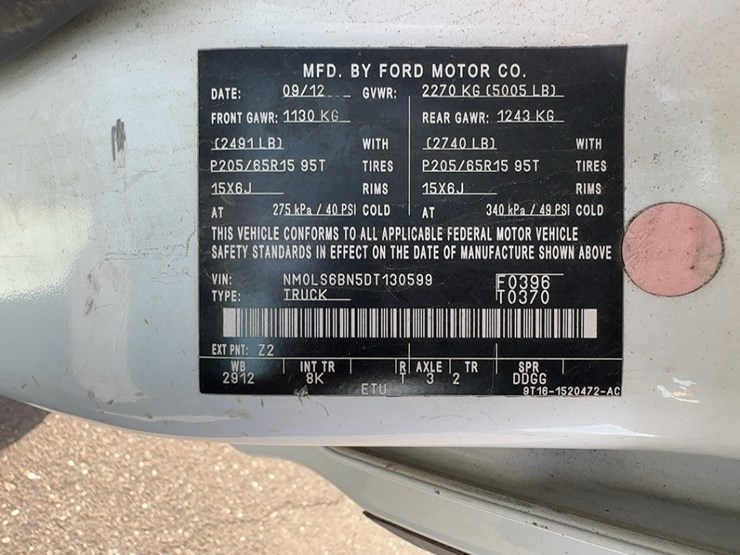 MFD. BY FORD MOTOR CO.
DATE: 09/12 GVWR: 2270 KG (5005 LB)
FRONT GAWR: 1130 KG REAR GAWR: 1243 KG
(2491 LB) WITH (2740 LB) WITH
P205/65R15 95T TIRES P205/65R15 95T TIRES
15X6J RIMS 15X6J RIMS
AT 275 kPa / 40 PSI COLD AT 340 kPa / 49 PSI COLD
THIS VEHICLE CONFORMS TO ALL APPLICABLE FEDERAL MOTOR VEHICLE
SAFETY STANDARDS IN EFFECT ON THE DATE OF MANUFACTURE SHOWN ABOVE
VIN: NM0LS6BN5DT130599 F0396
TYPE: TRUCK T0370
EXT PNT: Z2
WB INT TR R AXLE TR SPR
2912 8K T 3 2 DDGG
ETU 9T16-1520472-AC